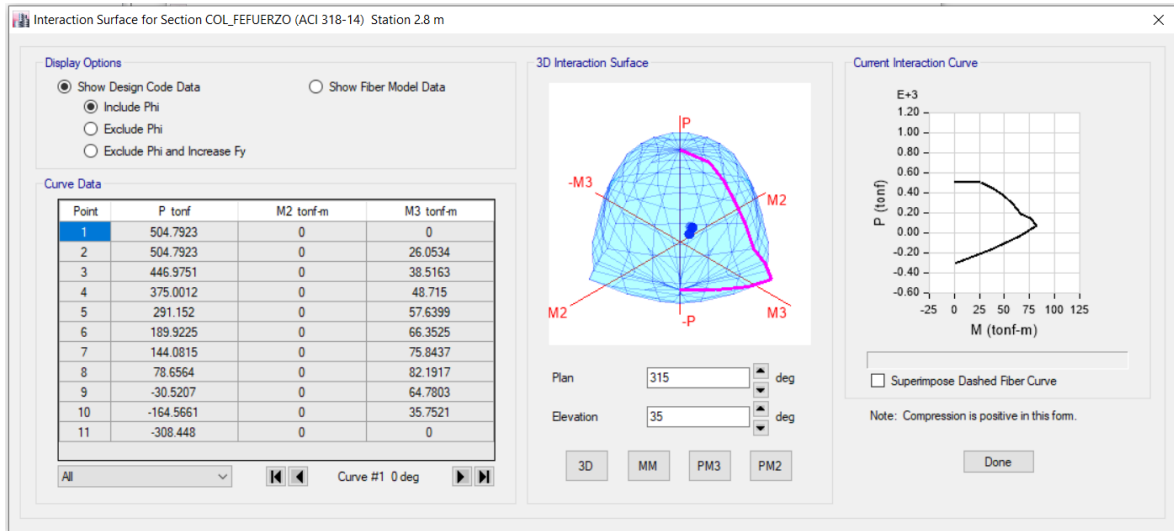 Interaction Surface for Section COL_FEFUERZO (ACI 318-14) Station 2.8 m
Display Options
Show Design Code Data
Show Fiber Model Data
Include Phi
Exclude Phi
Exclude Phi and Increase Fy
Curve Data
Point P tonf M2 tonf-m M3 tonf-m
1 504.7923 0 0
2 504.7923 0 26.0534
3 446.9751 0 38.5163
4 375.0012 0 48.715
5 291.152 0 57.6399
6 189.9225 0 66.3525
7 144.0815 0 75.8437
8 78.6564 0 82.1917
9 -30.5207 0 64.7803
10 -164.5661 0 35.7521
11 -308.448 0 0
All
Curve #1 0 deg
3D Interaction Surface
P
-M3
M2
M2
M3
-P
Plan 315 deg
Elevation 35 deg
3D MM PM3 PM2
Current Interaction Curve
E+3
1.20
1.00
0.80
0.60
0.40
0.20
0.00
-0.20
-0.40
-0.60
P (tonf)
-25 0 25 50 75 100 125
M (tonf-m)
Superimpose Dashed Fiber Curve
Note: Compression is positive in this form.
Done